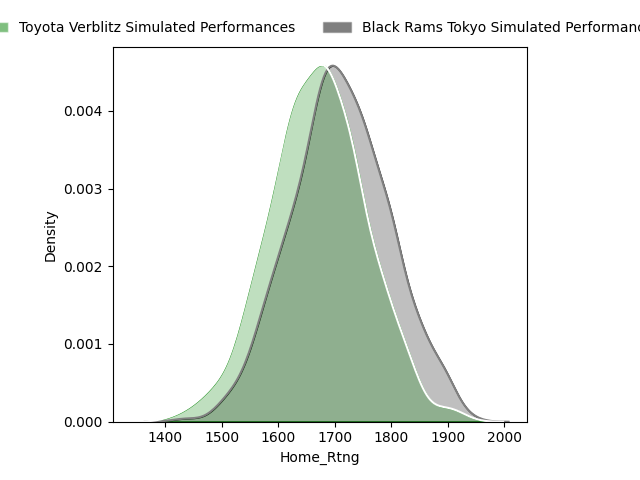 Toyota Verblitz Simulated Performances
Black Rams Tokyo Simulated
0.004
0.003
0.002
0.001
0.000
Density
1400 1500 1600 1700 1800 1900 2000
Home_Rtng